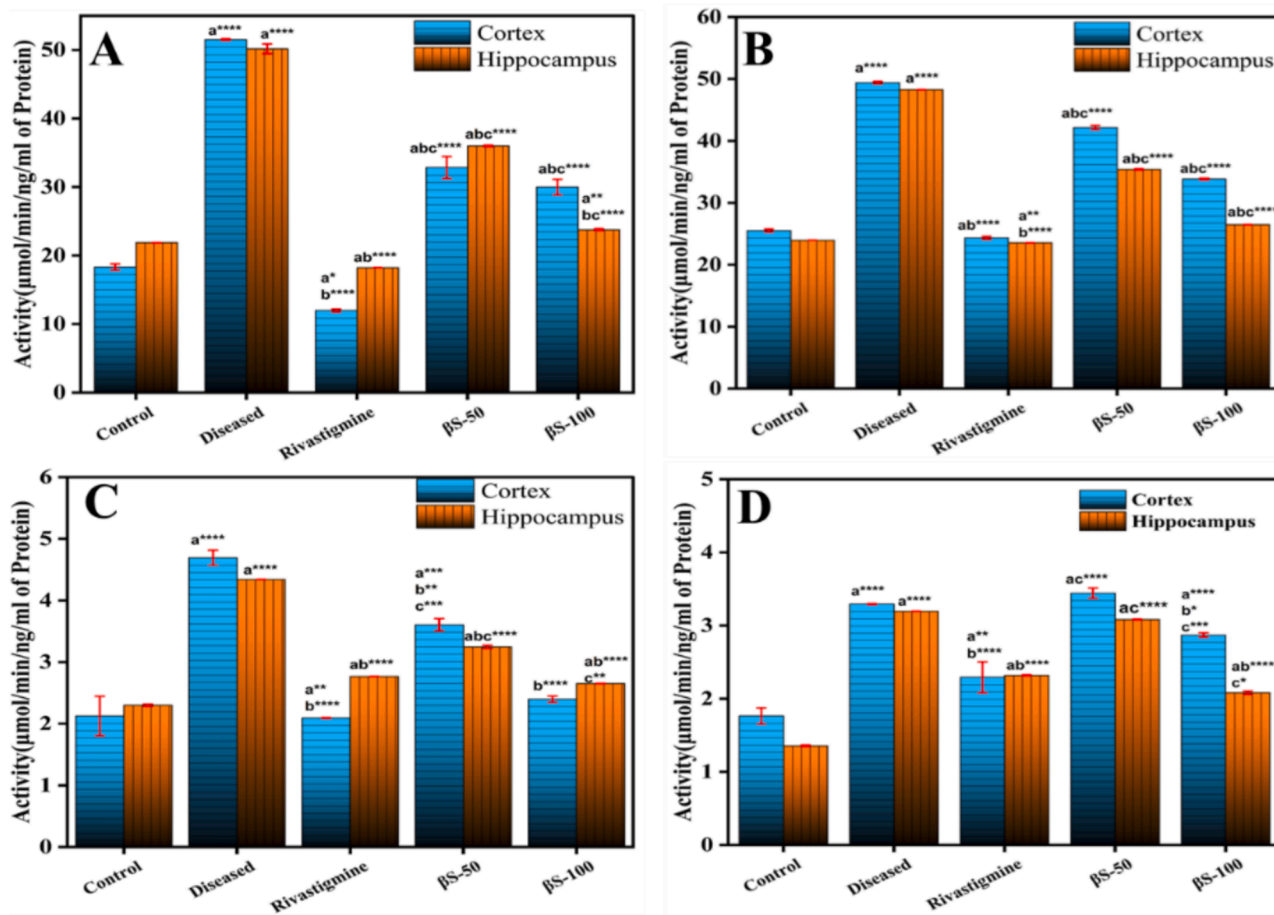 A
Cortex
Hippocampus
Activity(µmol/min/ng/ml of Protein)
50
40
30
20
10
0
a****
a****
a*
b****
ab****
abc****
abc****
abc****
a**
bc****
Control
Diseased
Rivastigmine
βS-50
βS-100
B
Cortex
Hippocampus
Activity(µmol/min/ng/ml of Protein)
60
50
40
30
20
10
0
a****
a****
ab****
a**
b****
abc****
abc****
abc****
abc****
Control
Diseased
Rivastigmine
βS-50
βS-100
C
Cortex
Hippocampus
Activity(µmol/min/ng/ml of Protein)
6
5
4
3
2
1
0
a****
a****
a**
b****
ab****
a***
b**
c***
abc****
b****
ab****
c**
Control
Diseased
Rivastigmine
βS-50
βS-100
D
Cortex
Hippocampus
Activity(µmol/min/ng/ml of Protein)
5
4
3
2
1
0
a****
a****
a**
b****
ab****
ac****
ac****
a****
b*
c***
ab****
c*
Control
Diseased
Rivastigmine
βS-50
βS-100